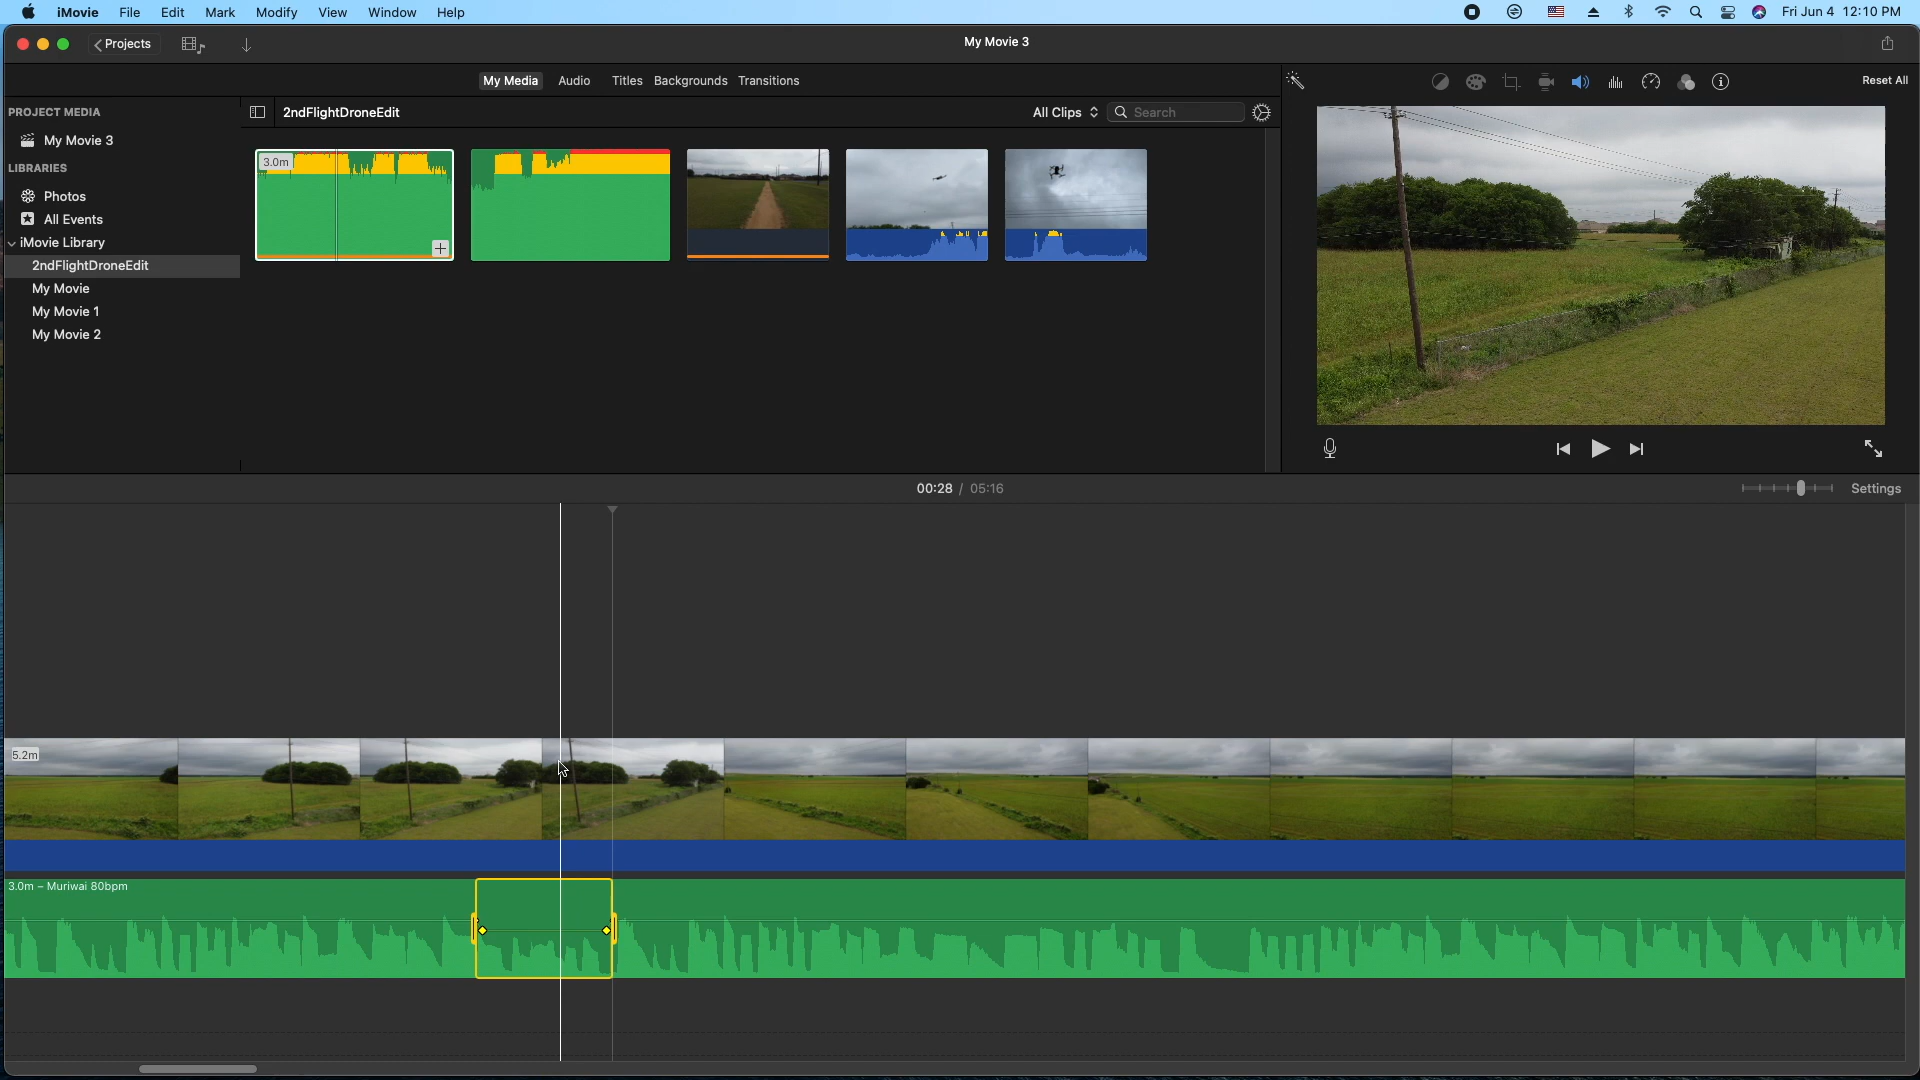 iMovie File Edit Mark Modify View Window Help Fri Jun 4 12:10 PM
Projects My Movie 3
My Media Audio Titles Backgrounds Transitions Reset All
PROJECT MEDIA 2ndFlightDroneEdit All Clips Search
My Movie 3
LIBRARIES
Photos
All Events
iMovie Library
2ndFlightDroneEdit
My Movie
My Movie 1
My Movie 2
3.0m
00:28 / 05:16 Settings
5.2m
3.0m – Muriwai 80bpm